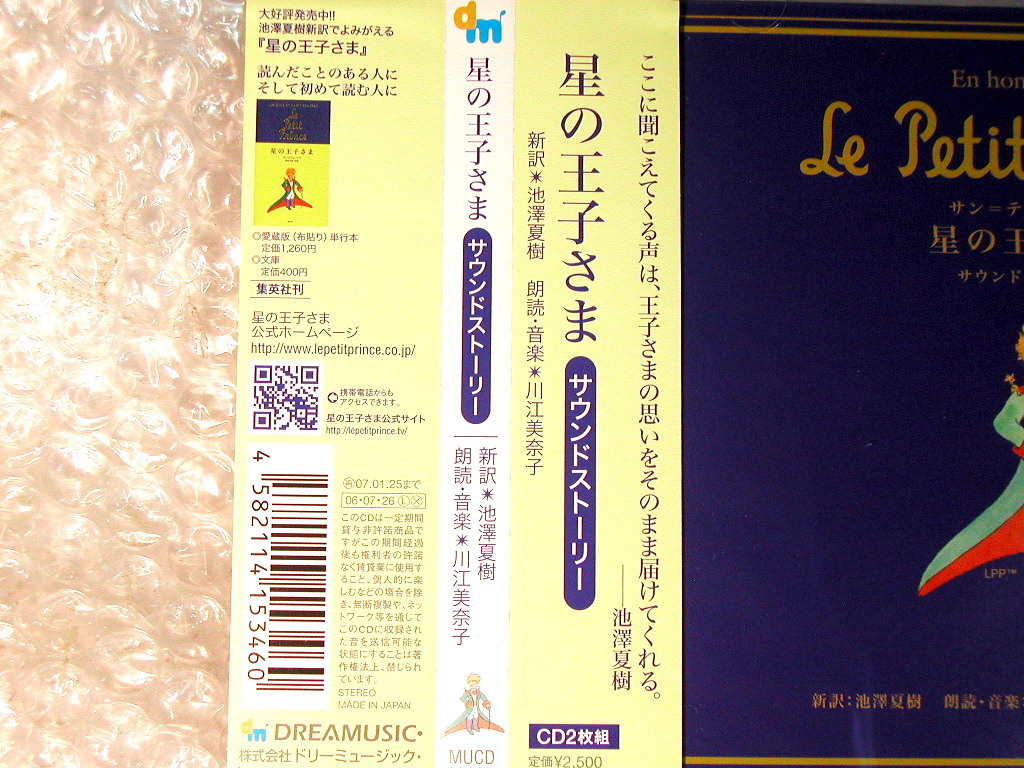 大好評発売中!!
池澤夏樹新訳でよみがえる
『星の王子さま』
読んだことのある人に
そして初めて読む人に
Le
Petit
Prince
星の王子さま
◎愛蔵版(布貼り)単行本
定価1,260円
◎文庫
定価400円
集英社刊
星の王子さま
公式ホームページ
http://www.lepetitprince.co.jp/
携帯電話からも
アクセスできます。
星の王子さま公式サイト
http://lepetitprince.tv/
4 582114 153460
07.01.25まで
06・07・26
このCDは一定期間
貸与非許諾商品で
すがこの期間経過
後も権利者の許諾
なく賃貸業に使用す
ること、個人的に楽
しむなどの場合を除
き、無断複製や、ネッ
トワーク等を通じて
このCDに収録され
た音を送信可能な
状態にすることは著
作権法上、禁じられ
ています。
STEREO
MADE IN JAPAN
dm DREAMUSIC・
株式会社ドリーミュージック・
dm
星の王子さま
サウンドストーリー
新訳✷池澤夏樹
朗読・音楽✷川江美奈子
MUCD
ここに聞こえてくる声は、王子さまの思いをそのまま届けてくれる。
——池澤夏樹
星の王子さま
サウンドストーリー
新訳✷池澤夏樹 朗読・音楽✷川江美奈子
CD2枚組
定価¥2,500
En hom
Le Petit
サン=テ
星の王
サウンド
LPP™
新訳:池澤夏樹 朗読・音楽